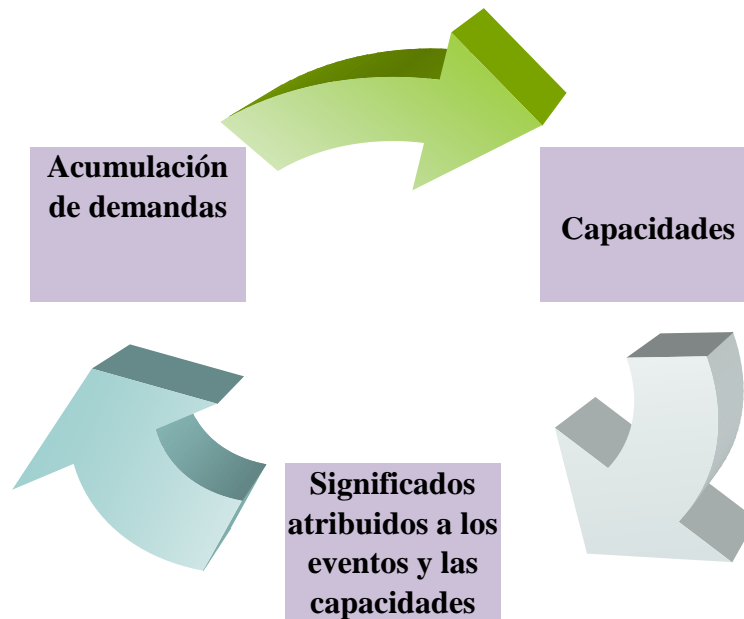 Acumulación
de demandas
Capacidades
Significados
atribuidos a los
eventos y las
capacidades